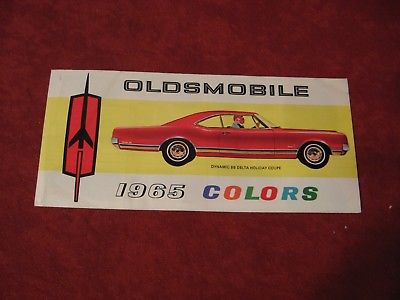 OLDSMOBILE
DYNAMIC 88 DELTA HOLIDAY COUPE
1965 COLORS